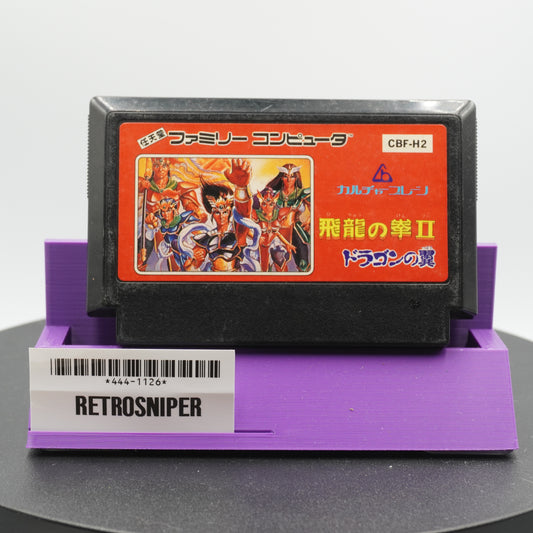 任天堂 ファミリー コンピュータ™
CBF-H2
カルチャーブレーン
飛龍の拳II
ドラゴンの翼
*444-1126*
RETROSNIPER